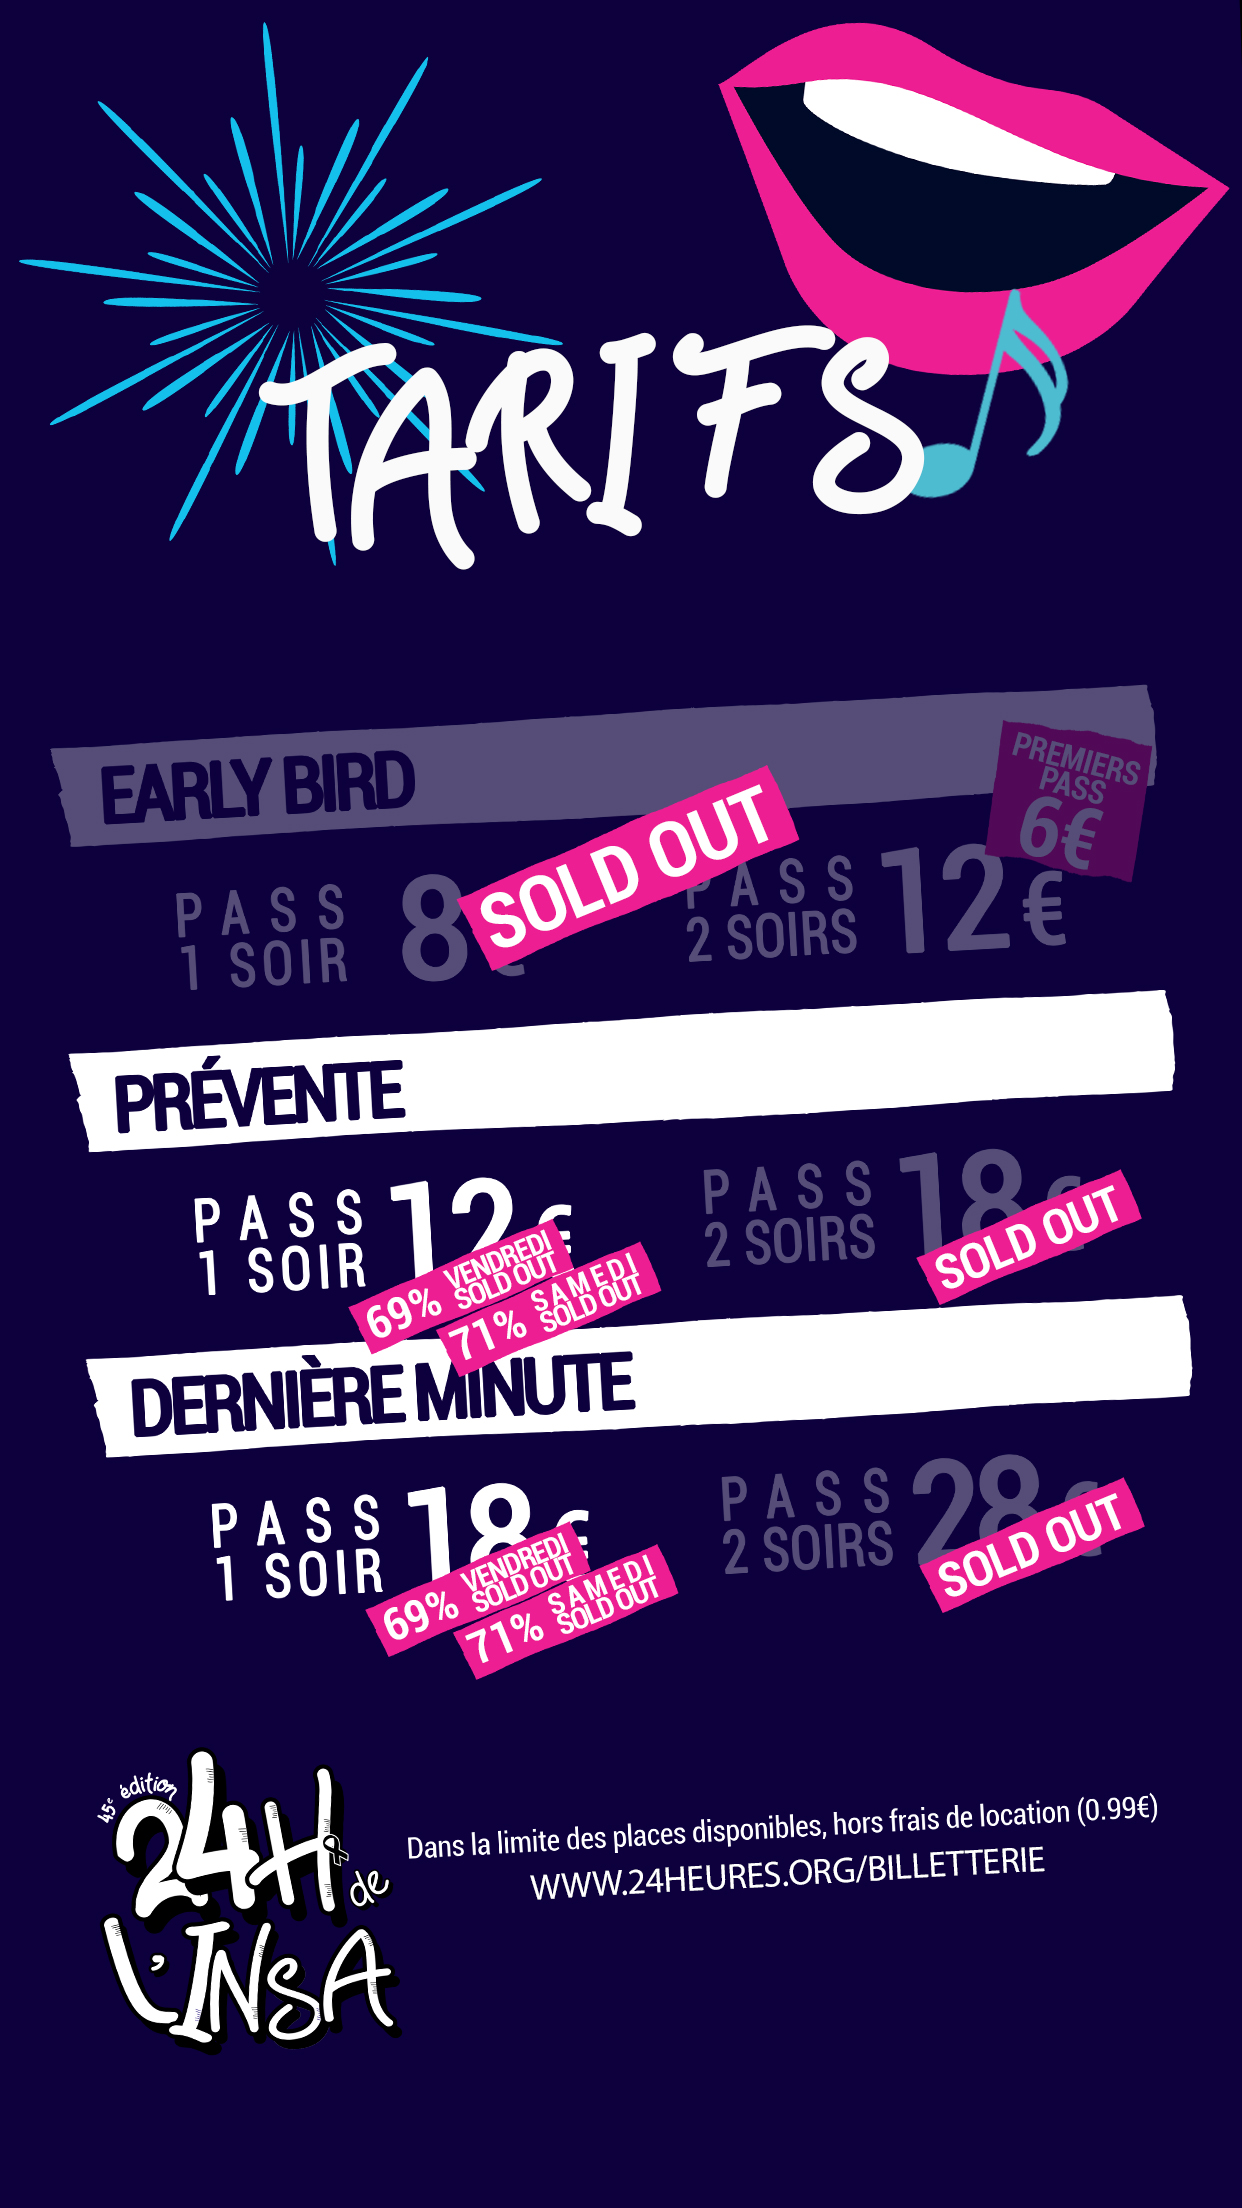 TARIFS
EARLY BIRD
PREMIERS
PASS
6€
PASS
1 SOIR
8€
SOLD OUT
PASS
2 SOIRS
12€
PRÉVENTE
PASS
1 SOIR
12€
69% VENDREDI
SOLD OUT
71% SAMEDI
SOLD OUT
PASS
2 SOIRS
18€
SOLD OUT
DERNIÈRE MINUTE
PASS
1 SOIR
18€
69% VENDREDI
SOLD OUT
71% SAMEDI
SOLD OUT
PASS
2 SOIRS
28€
SOLD OUT
45e édition
24H
de
L'INSA
Dans la limite des places disponibles, hors frais de location (0.99€)
WWW.24HEURES.ORG/BILLETTERIE